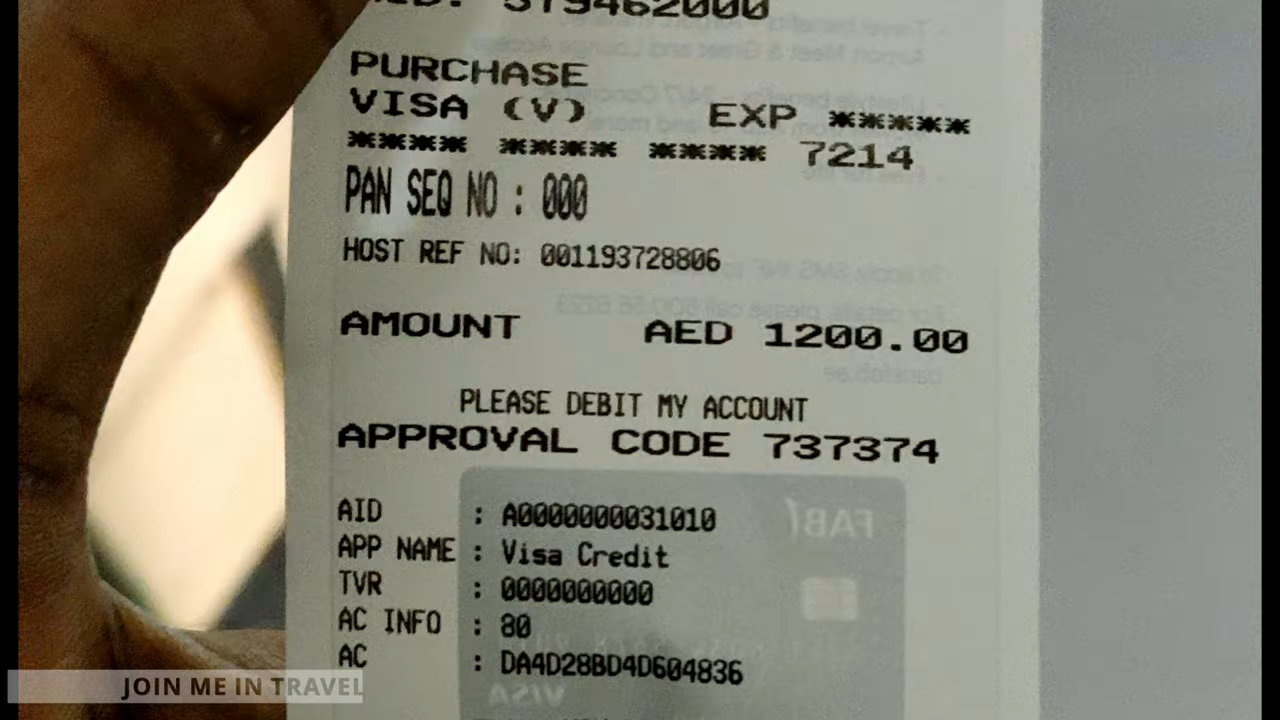 PURCHASE
VISA (V) EXP *****
**** **** **** 7214
PAN SEQ NO : 000
HOST REF NO: 001193728806
AMOUNT AED 1200.00
PLEASE DEBIT MY ACCOUNT
APPROVAL CODE 737374
AID : A0000000031010
APP NAME : Visa Credit
TVR : 0000000000
AC INFO : 80
AC : DA4D28BD4D604836
FAB
VISA
JOIN ME IN TRAVEL